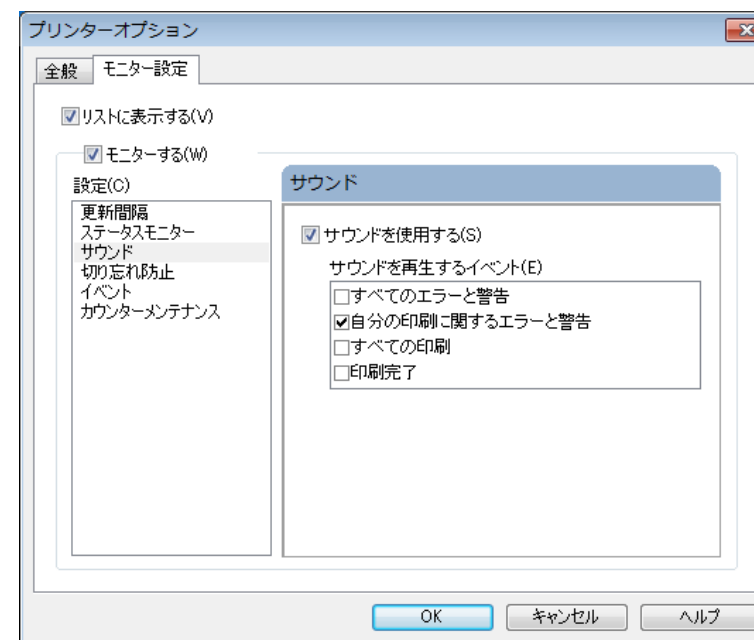 プリンターオプション
全般 モニター設定
リストに表示する(V)
モニターする(W)
設定(C)
更新間隔
ステータスモニター
サウンド
切り忘れ防止
イベント
カウンターメンテナンス
サウンド
サウンドを使用する(S)
サウンドを再生するイベント(E)
すべてのエラーと警告
自分の印刷に関するエラーと警告
すべての印刷
印刷完了
OK キャンセル ヘルプ